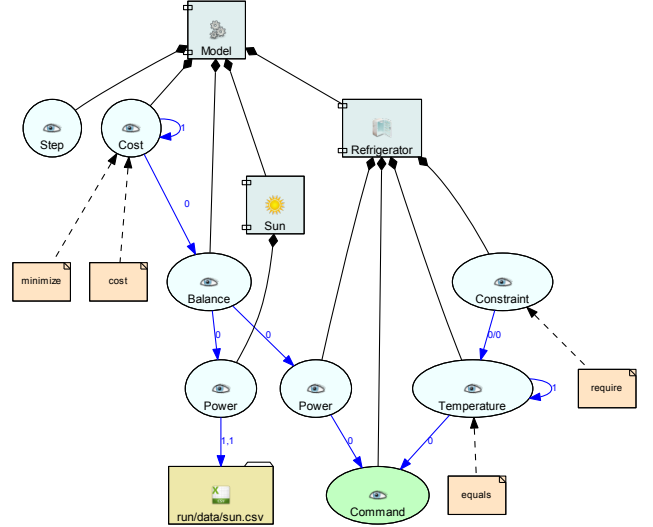 Model
Step
Cost
1
Refrigerator
0
Sun
minimize
cost
Balance
Constraint
0
0
0/0
Power
Power
Temperature
1
require
1,1
0
0
run/data/sun.csv
Command
equals